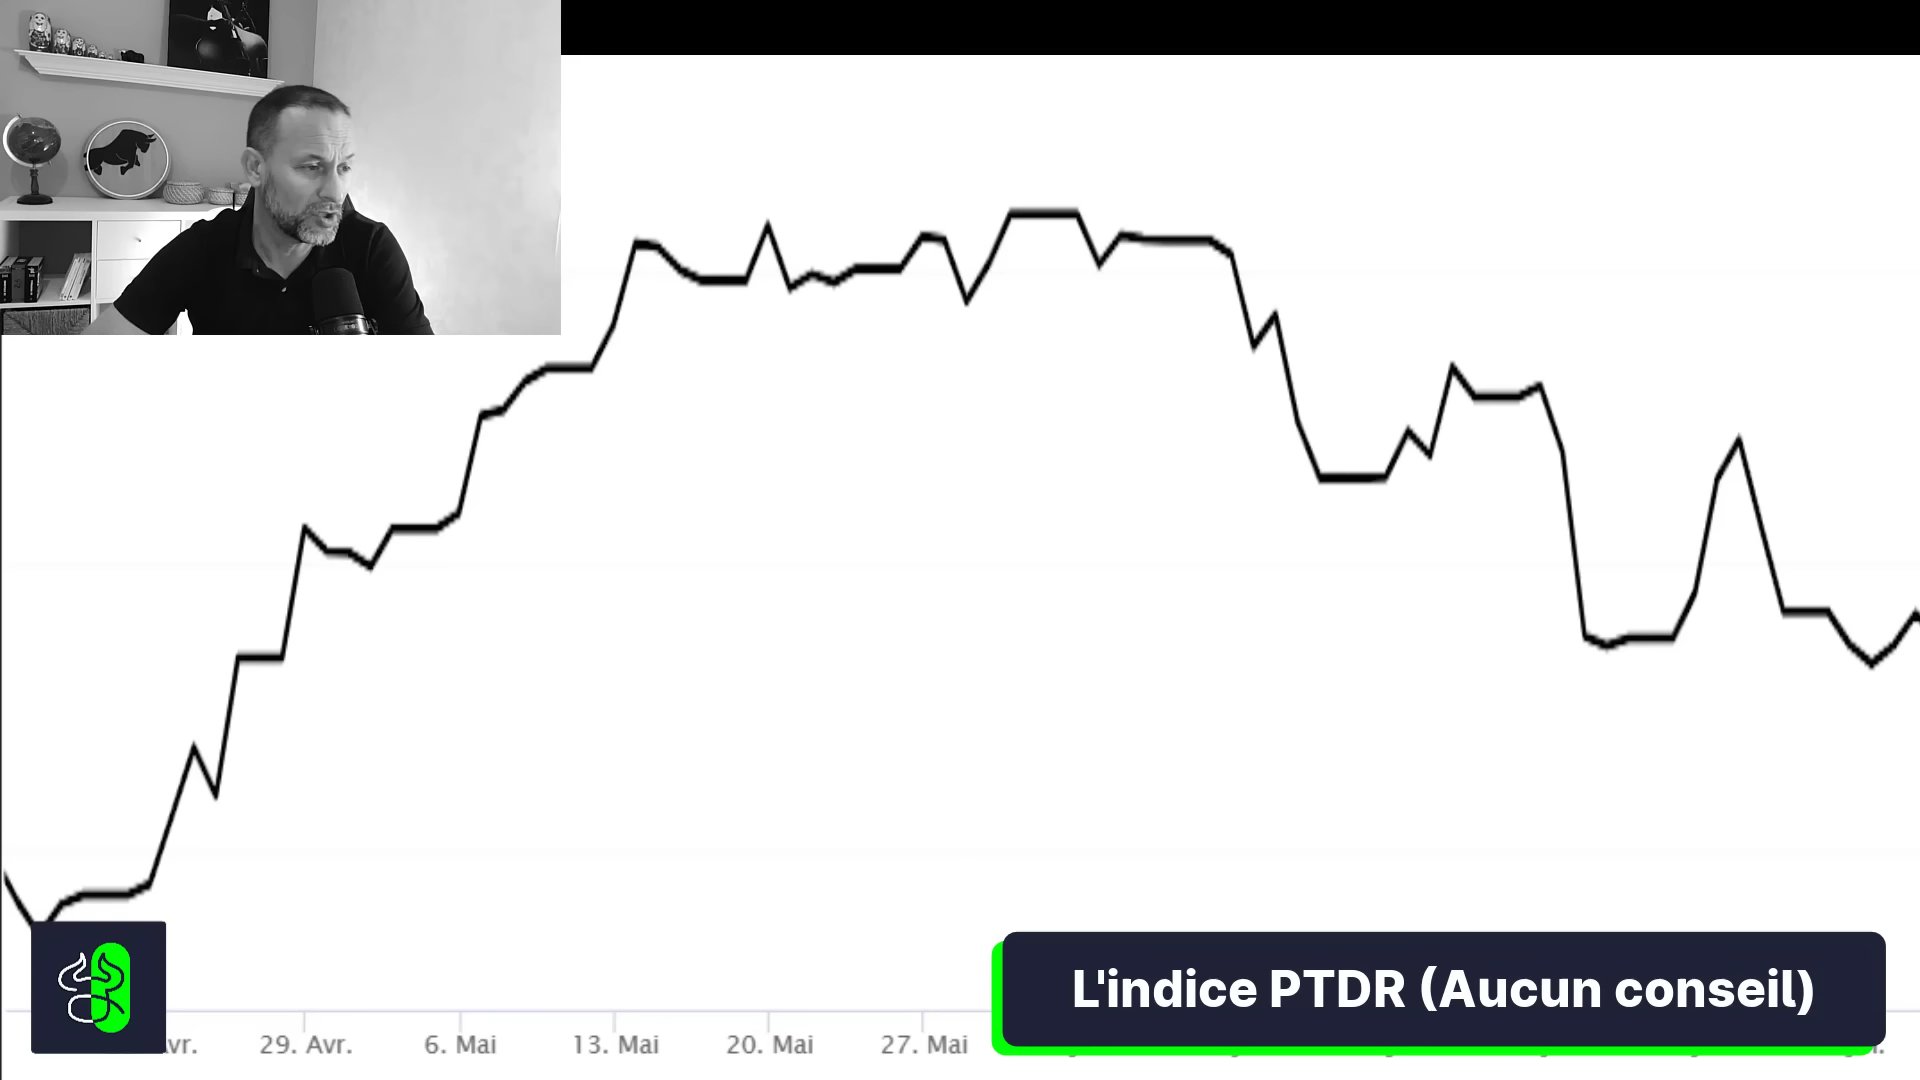 L'indice PTDR (Aucun conseil)
29. Avr.
6. Mai
13. Mai
20. Mai
27. Mai